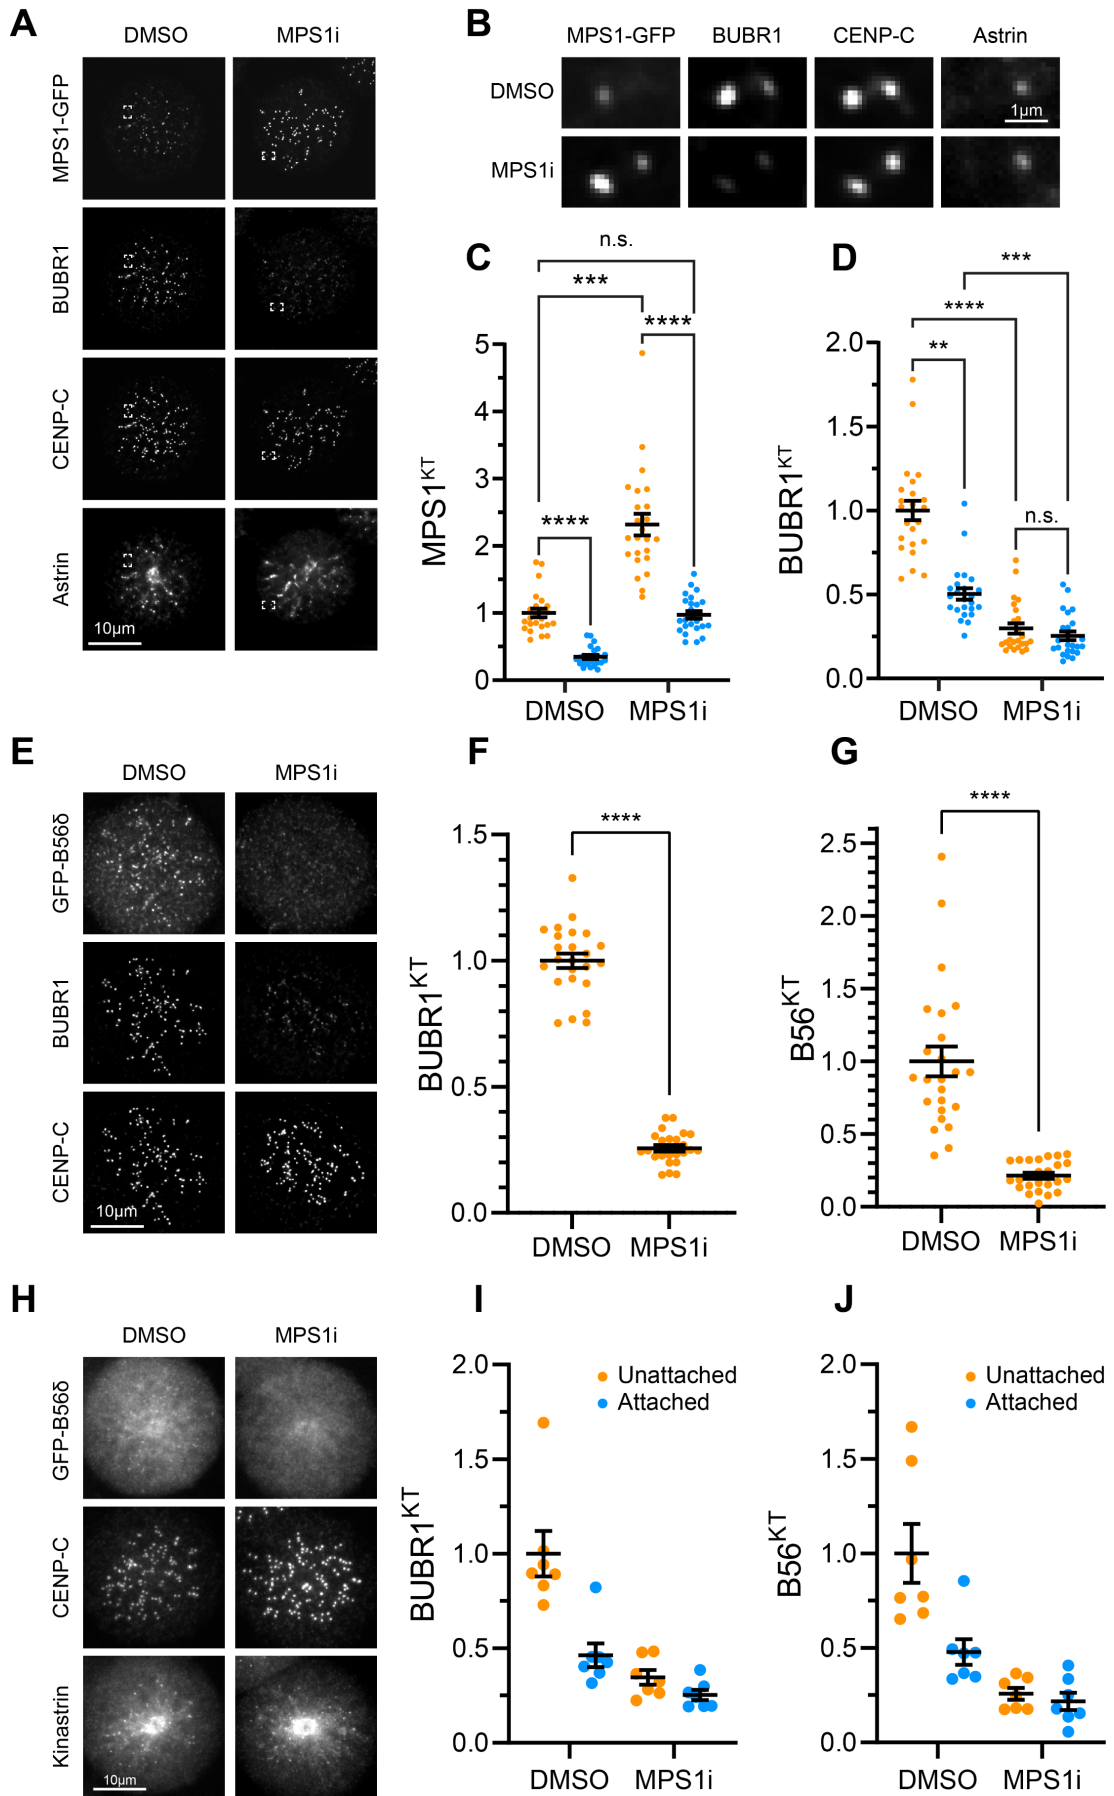 A
DMSO MPS1i
MPS1-GFP
BUBR1
CENP-C
Astrin
10µm
B
MPS1-GFP BUBR1 CENP-C Astrin
DMSO
1µm
MPS1i
C
n.s.
***
****
****
MPS1KT
5
4
3
2
1
0
DMSO MPS1i
D
***
****
**
n.s.
BUBR1KT
2.0
1.5
1.0
0.5
0.0
DMSO MPS1i
E
DMSO MPS1i
GFP-B56δ
BUBR1
CENP-C
10µm
F
****
BUBR1KT
1.5
1.0
0.5
0.0
DMSO MPS1i
G
****
B56KT
2.5
2.0
1.5
1.0
0.5
0.0
DMSO MPS1i
H
DMSO MPS1i
GFP-B56δ
CENP-C
Kinastrin
10µm
I
Unattached
Attached
BUBR1KT
2.0
1.5
1.0
0.5
0.0
DMSO MPS1i
J
Unattached
Attached
B56KT
2.0
1.5
1.0
0.5
0.0
DMSO MPS1i